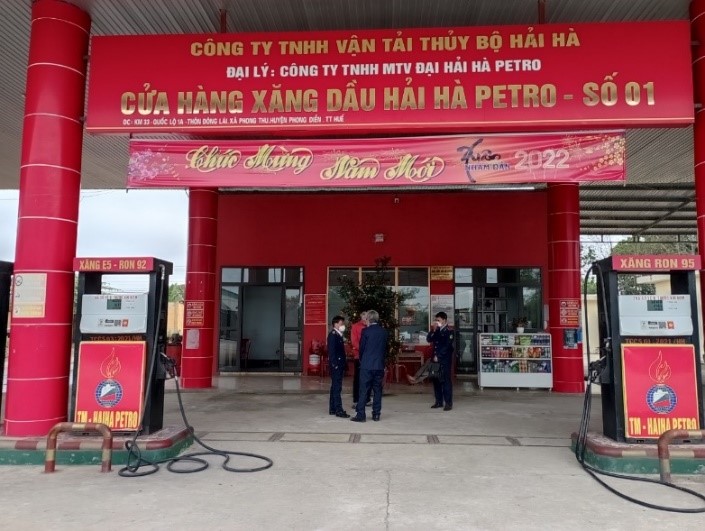 CÔNG TY TNHH VẬN TẢI THỦY BỘ HẢI HÀ
ĐẠI LÝ: CÔNG TY TNHH MTV ĐẠI HẢI HÀ PETRO
CỬA HÀNG XĂNG DẦU HẢI HÀ PETRO - SỐ 01
ĐC- KM 33 -QUỐC LỘ 1A -THÔN ĐÔNG LÁI, XÃ PHONG THU,HUYỆN PHONG ĐIỀN , TT HUẾ
Chúc Mừng Năm Mới Xuân
NHÂM DẦN 2022
XĂNG E5 - RON 92
XĂNG RON 95
TM - HAIHA PETRO
TM - HAIHA PETRO